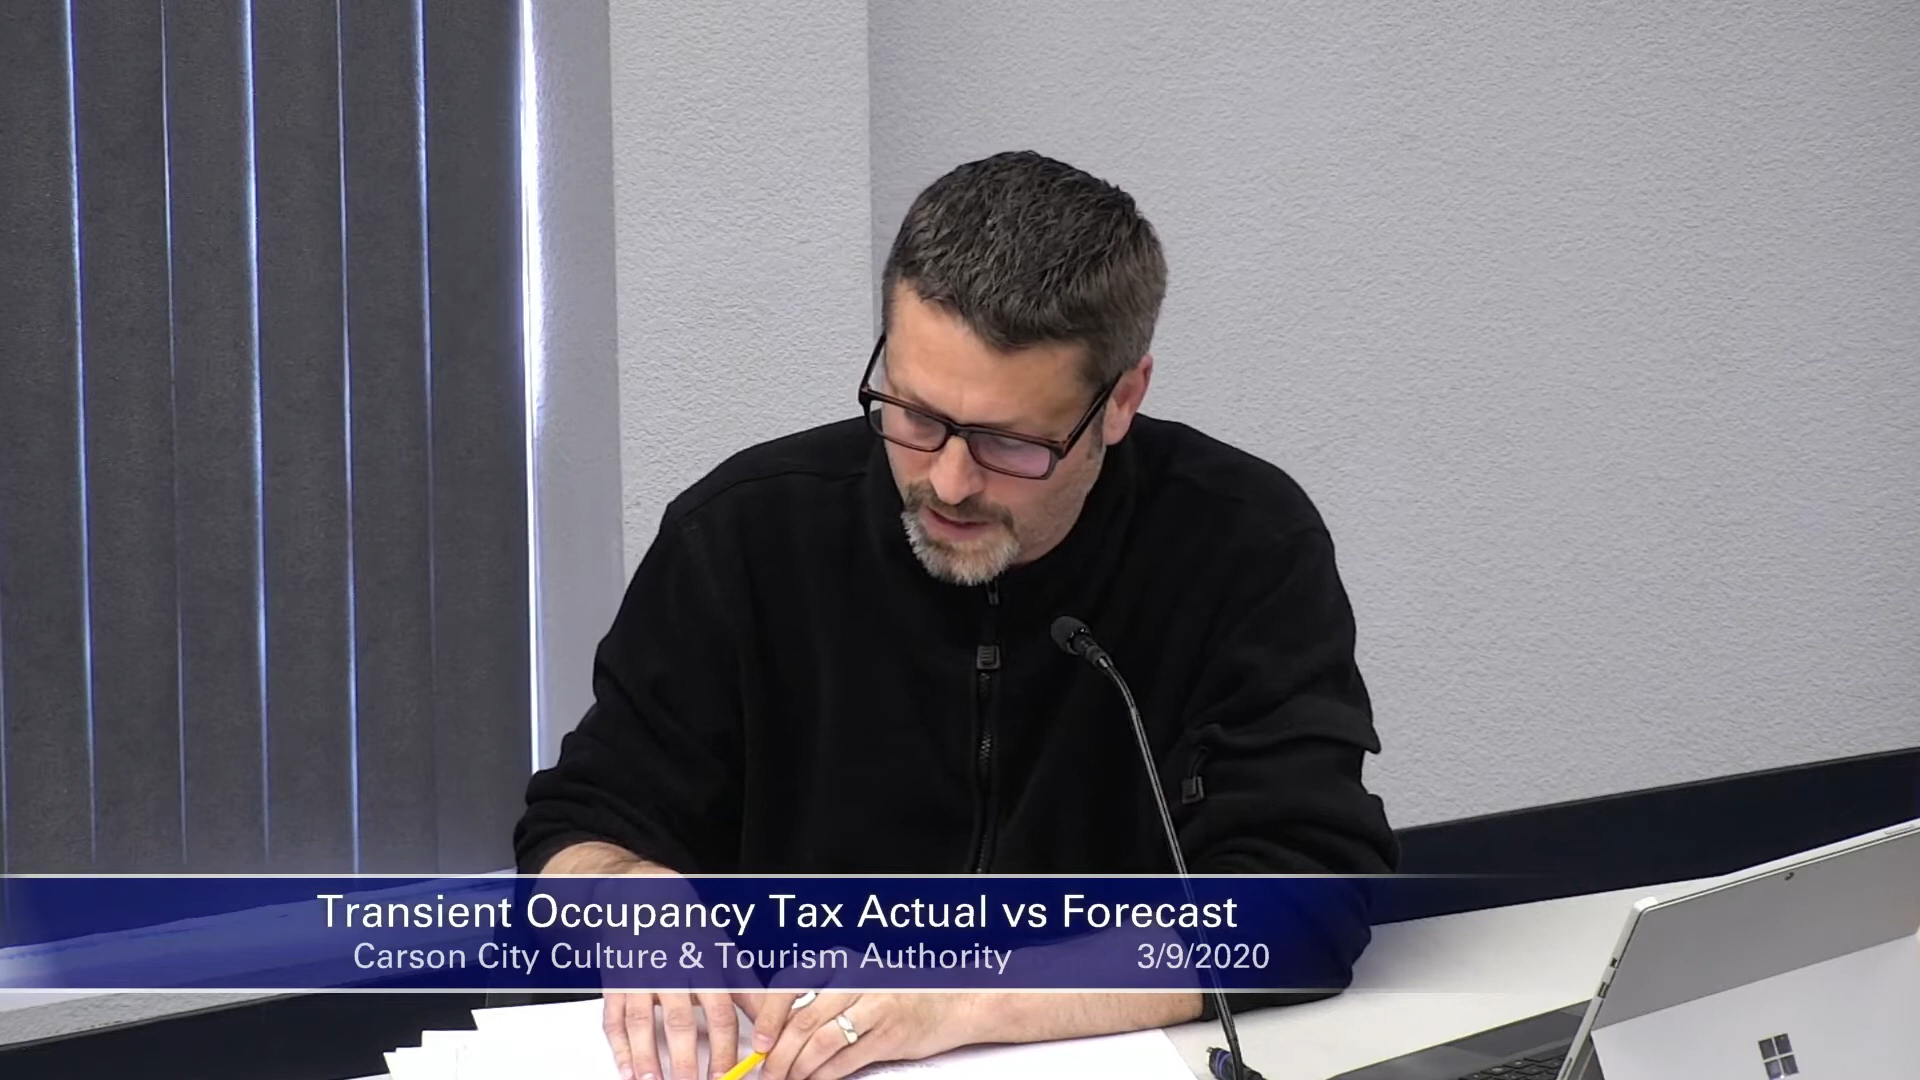 Transient Occupancy Tax Actual vs Forecast
Carson City Culture & Tourism Authority 3/9/2020